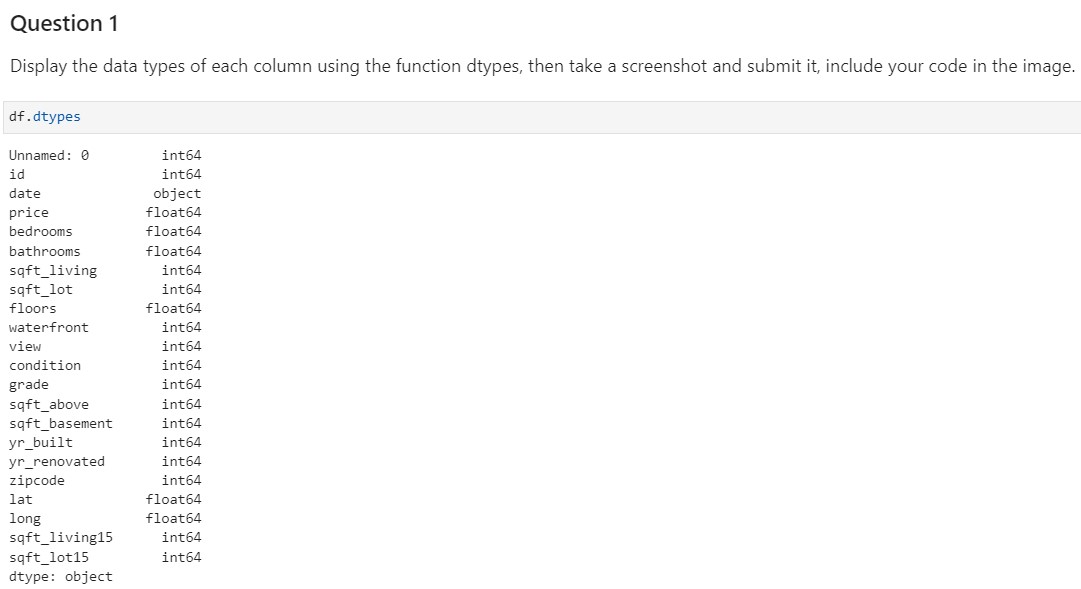 Question 1
Display the data types of each column using the function dtypes, then take a screenshot and submit it, include your code in the image.
df.dtypes
Unnamed: 0         int64
id                 int64
date              object
price            float64
bedrooms         float64
bathrooms        float64
sqft_living        int64
sqft_lot           int64
floors           float64
waterfront         int64
view               int64
condition          int64
grade              int64
sqft_above         int64
sqft_basement      int64
yr_built           int64
yr_renovated       int64
zipcode            int64
lat              float64
long             float64
sqft_living15      int64
sqft_lot15         int64
dtype: object